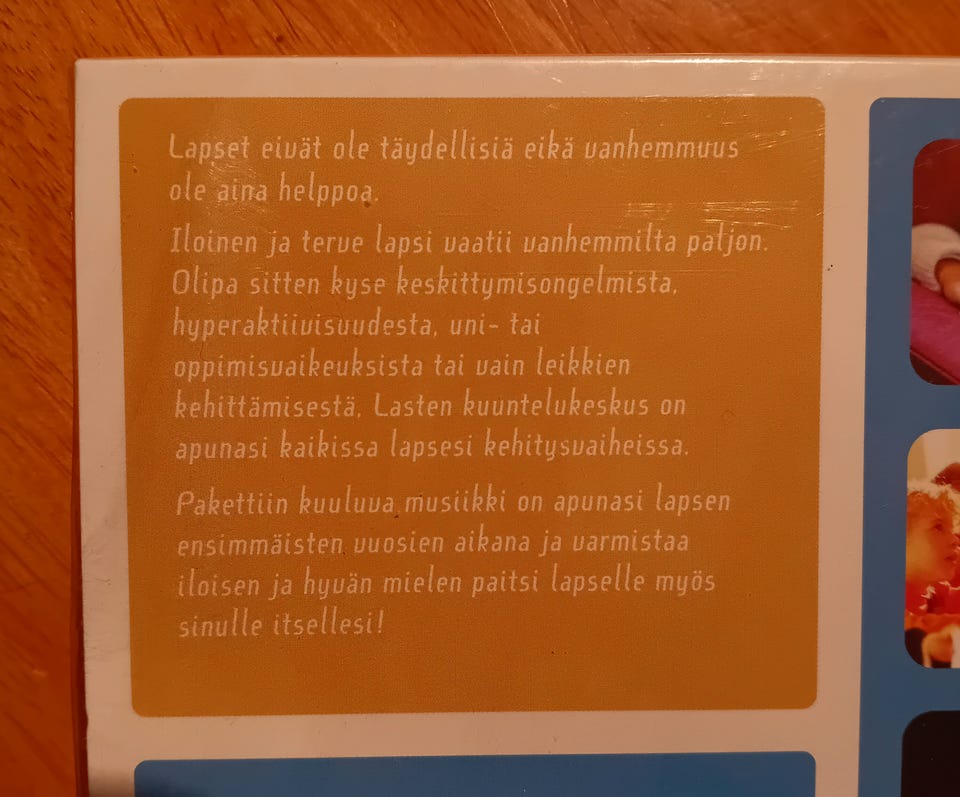 Lapset eivät ole täydellisiä eikä vanhemmuus
ole aina helppoa.
Iloinen ja terve lapsi vaatii vanhemmilta paljon.
Olipa sitten kyse keskittymisongelmista,
hyperaktiivisuudesta, uni- tai
oppimisvaikeuksista tai vain leikkien
kehittämisestä, Lasten kuuntelukeskus on
apunasi kaikissa lapsesi kehitysvaiheissa.
Pakettiin kuuluva musiikki on apunasi lapsen
ensimmäisten vuosien aikana ja varmistaa
iloisen ja hyvän mielen paitsi lapselle myös
sinulle itsellesi!